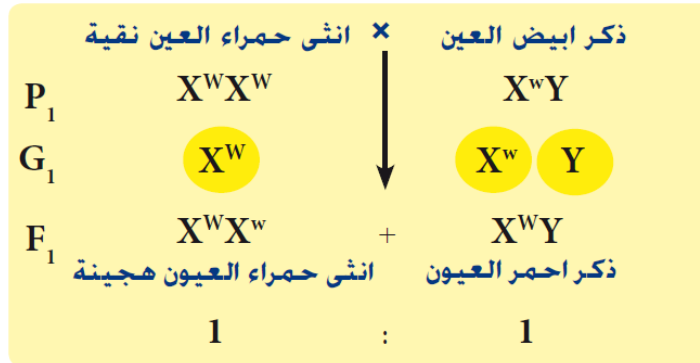 ذكر ابيض العين × انثى حمراء العين نقية
P₁ XᵂXᵂ XʷY
G₁ Xᵂ Xʷ Y
F₁ XᵂXʷ + XᵂY
ذكر احمر العيون انثى حمراء العيون هجينة
1 : 1